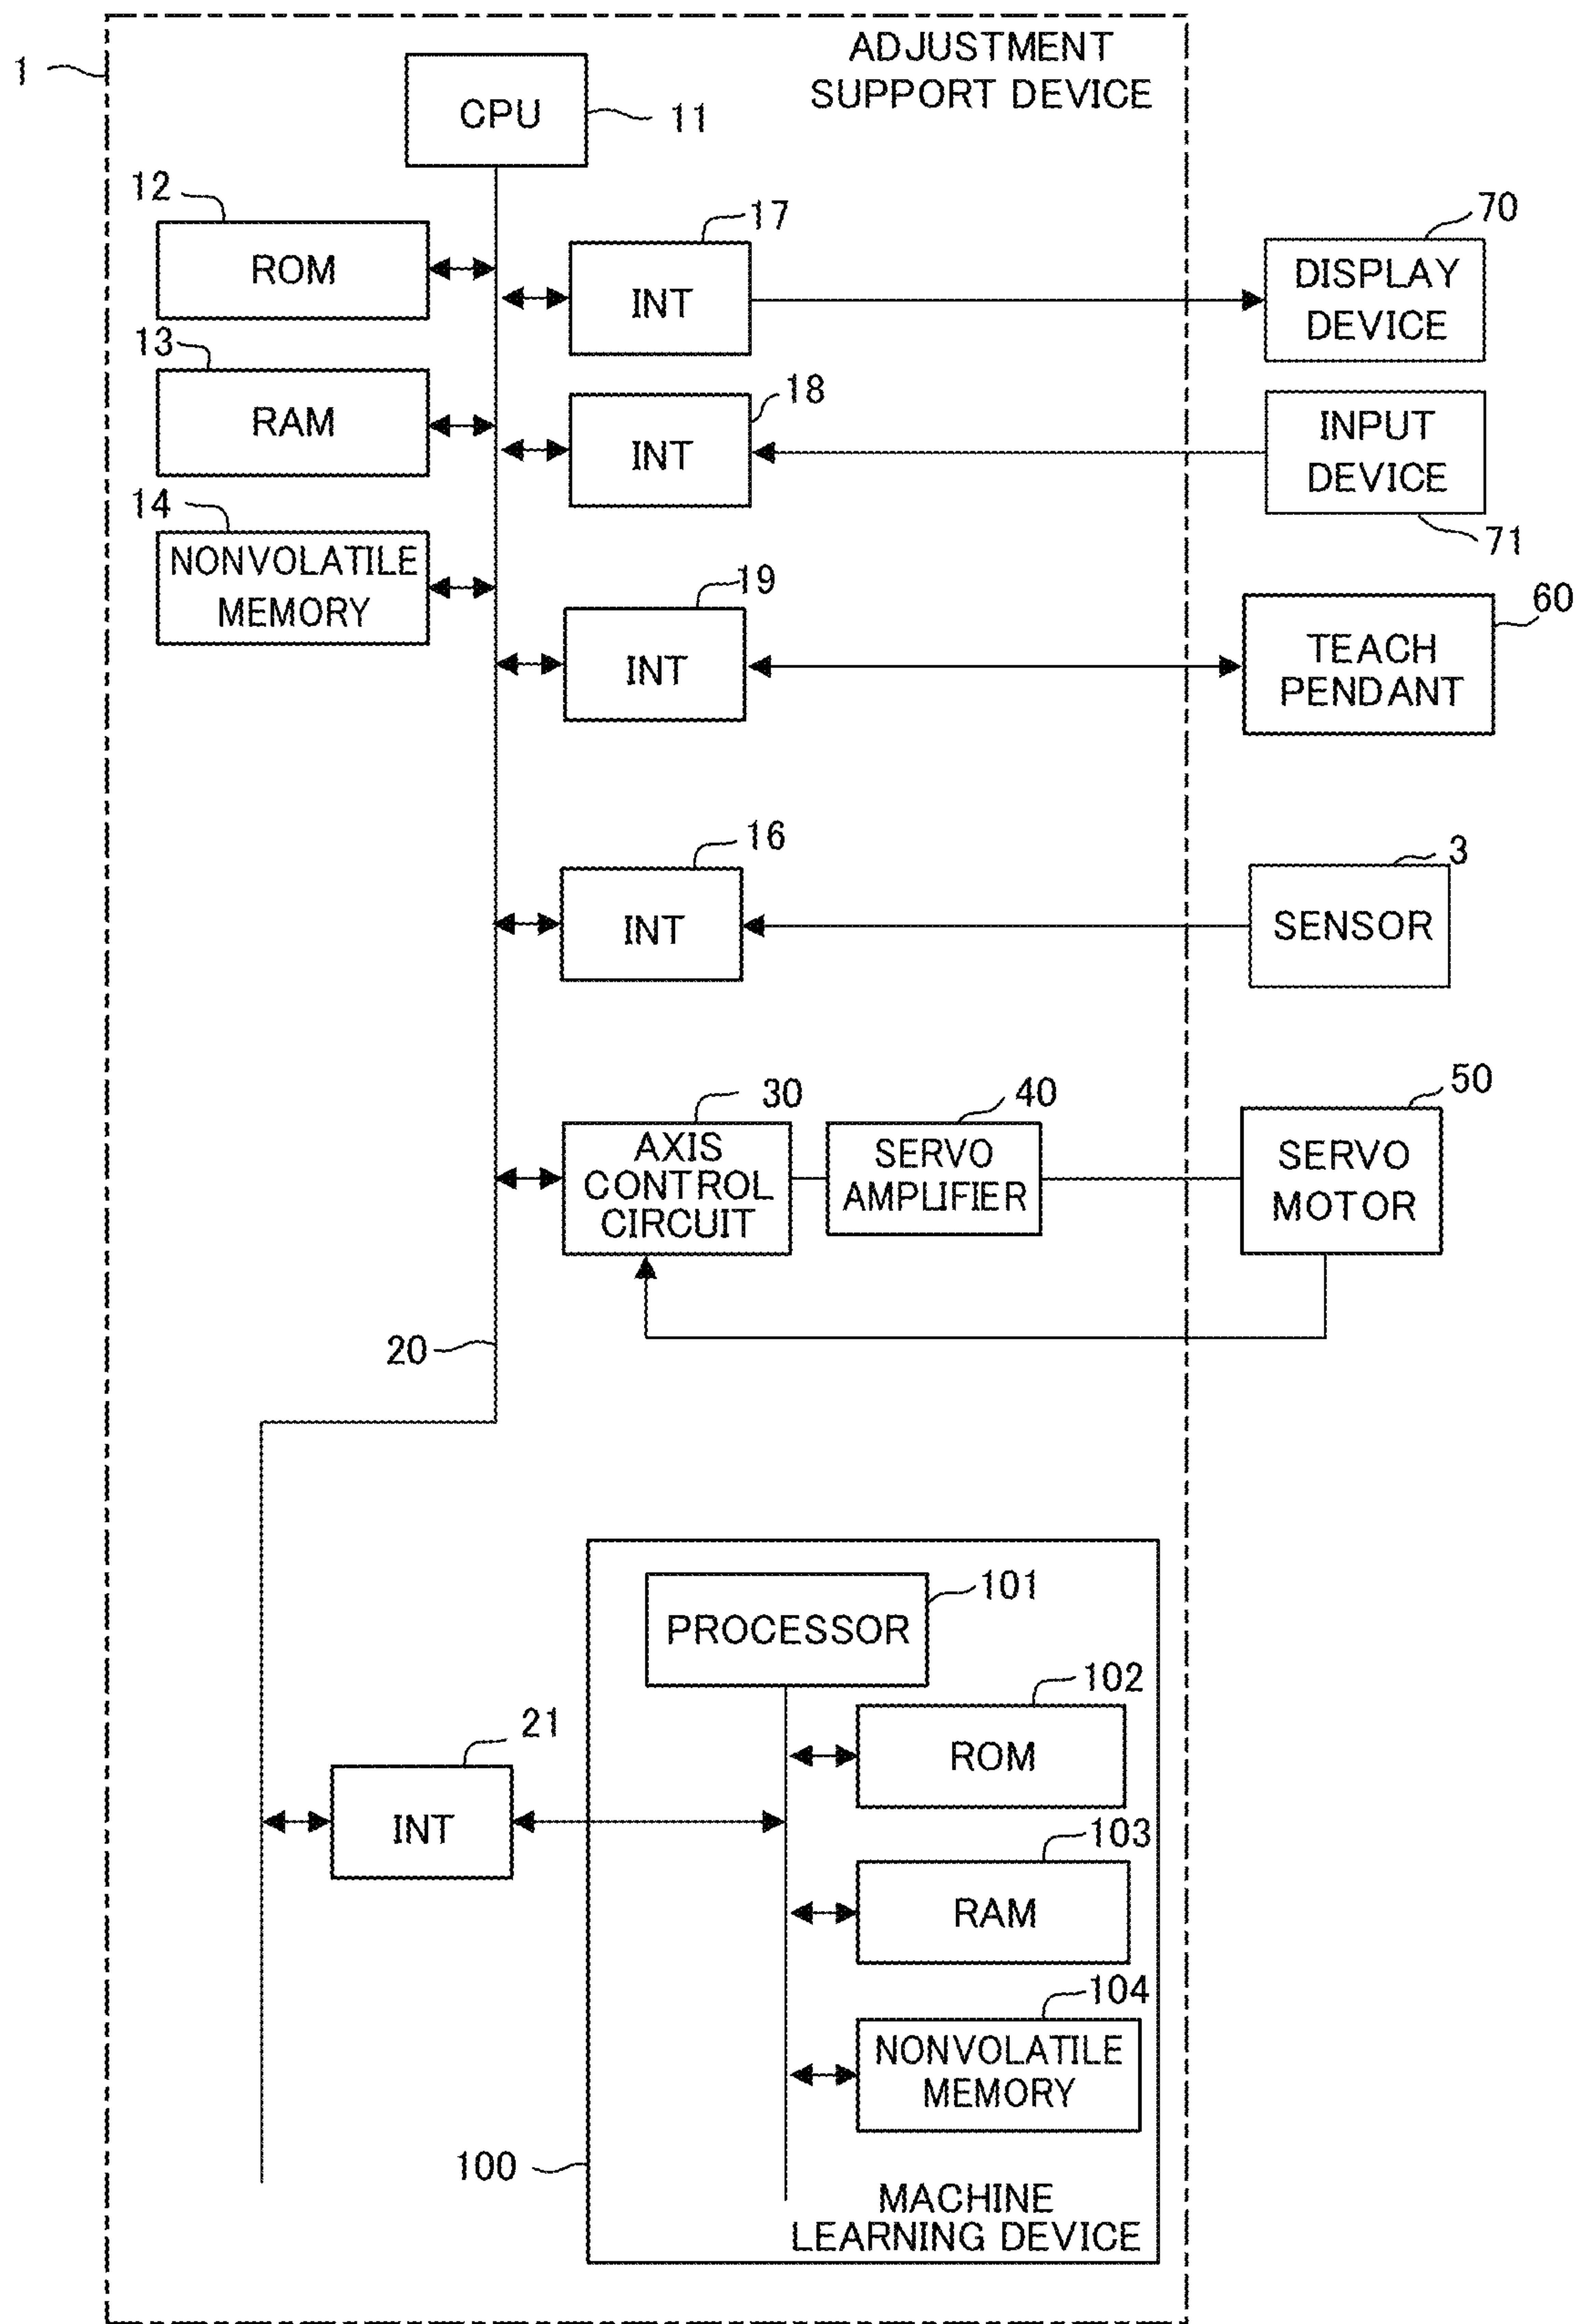 1
ADJUSTMENT
SUPPORT DEVICE
CPU
11
12
ROM
17
INT
70
DISPLAY
DEVICE
13
RAM
18
INT
INPUT
DEVICE
71
14
NONVOLATILE
MEMORY
19
INT
60
TEACH
PENDANT
16
INT
3
SENSOR
30
AXIS
CONTROL
CIRCUIT
40
SERVO
AMPLIFIER
50
SERVO
MOTOR
20
PROCESSOR
101
102
ROM
21
INT
103
RAM
104
NONVOLATILE
MEMORY
100
MACHINE
LEARNING DEVICE